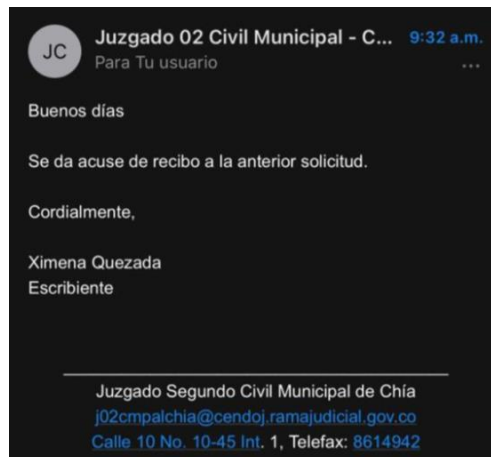 JC
Juzgado 02 Civil Municipal - C... 9:32 a.m.
Para Tu usuario
Buenos días
Se da acuse de recibo a la anterior solicitud.
Cordialmente,
Ximena Quezada
Escribiente
Juzgado Segundo Civil Municipal de Chía
j02cmpalchia@cendoj.ramajudicial.gov.co
Calle 10 No. 10-45 Int. 1, Telefax: 8614942